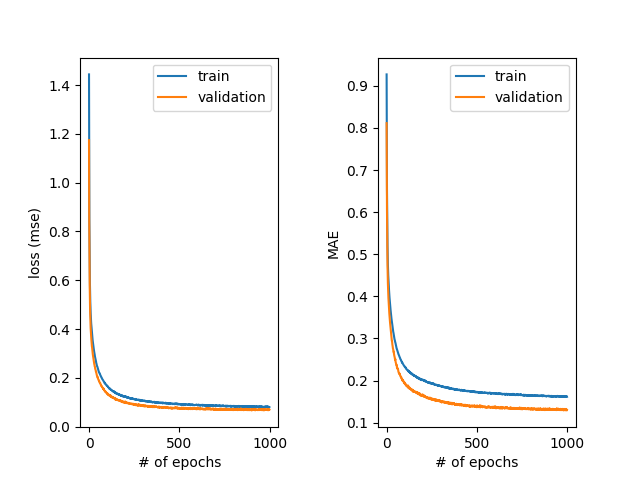 train
validation
loss (mse)
1.4
1.2
1.0
0.8
0.6
0.4
0.2
0.0
0
500
1000
# of epochs
train
validation
MAE
0.9
0.8
0.7
0.6
0.5
0.4
0.3
0.2
0.1
0
500
1000
# of epochs